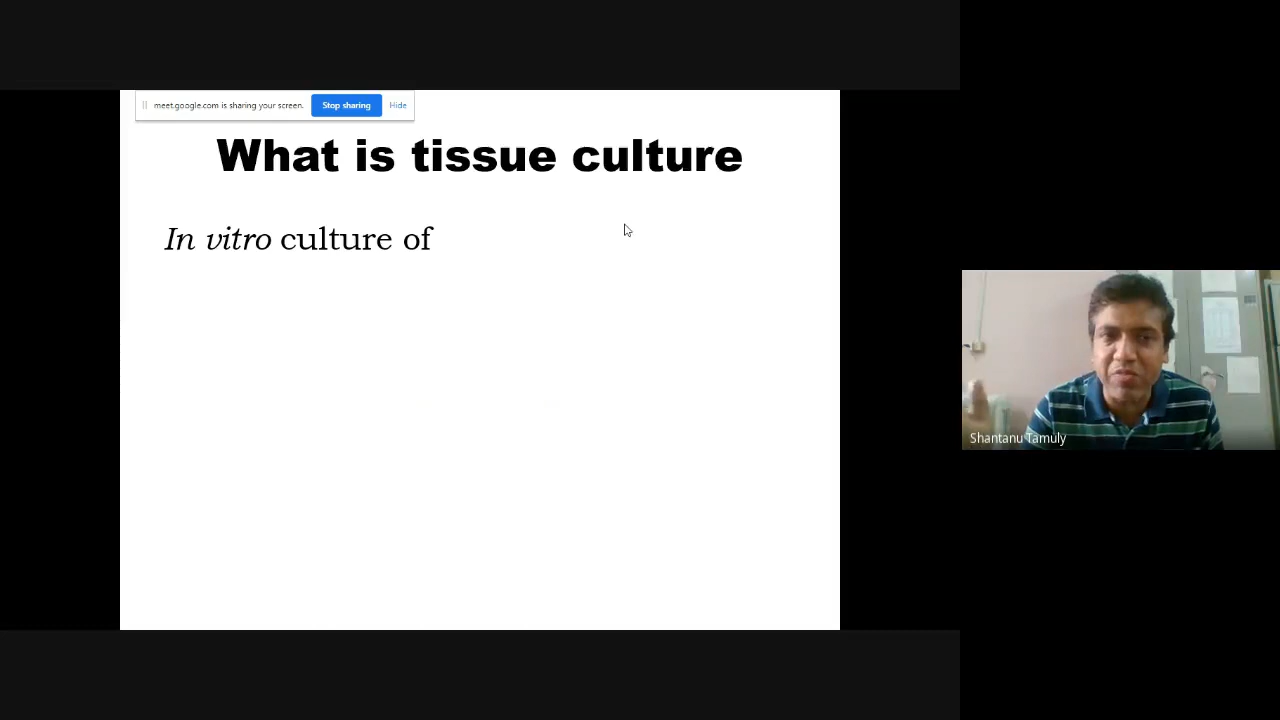 meet.google.com is sharing your screen. Stop sharing Hide
What is tissue culture
In vitro culture of
Shantanu Tamuly